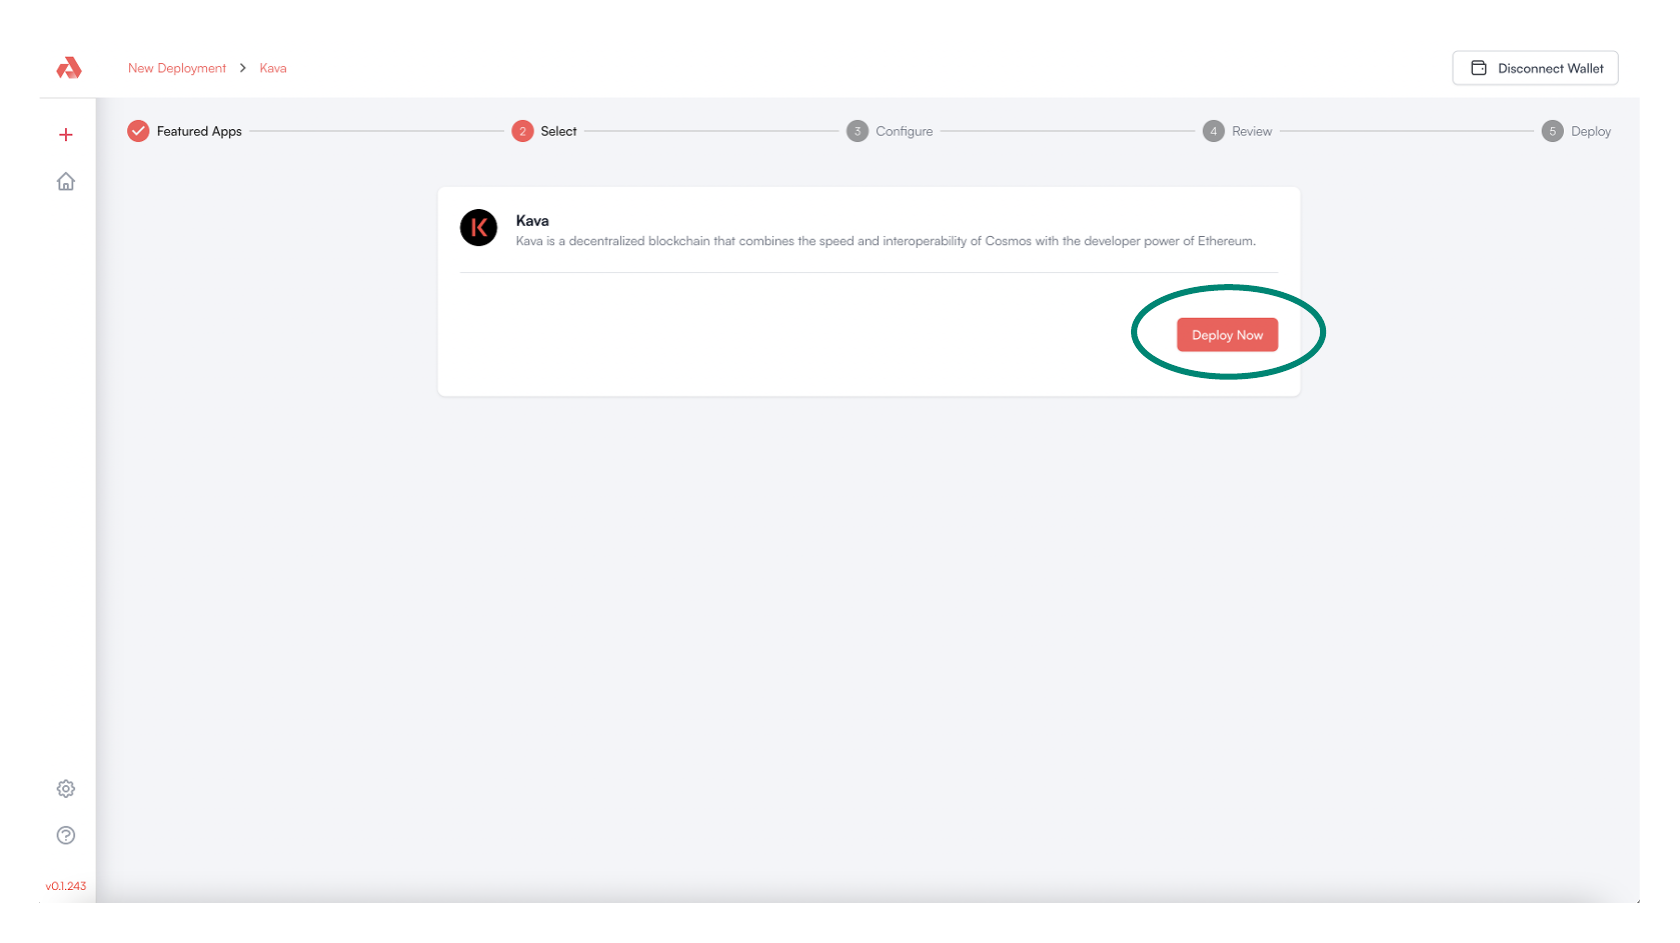 New Deployment > Kava
Disconnect Wallet
Featured Apps
2 Select
3 Configure
4 Review
5 Deploy
K
Kava
Kava is a decentralized blockchain that combines the speed and interoperability of Cosmos with the developer power of Ethereum.
Deploy Now
v0.1.243